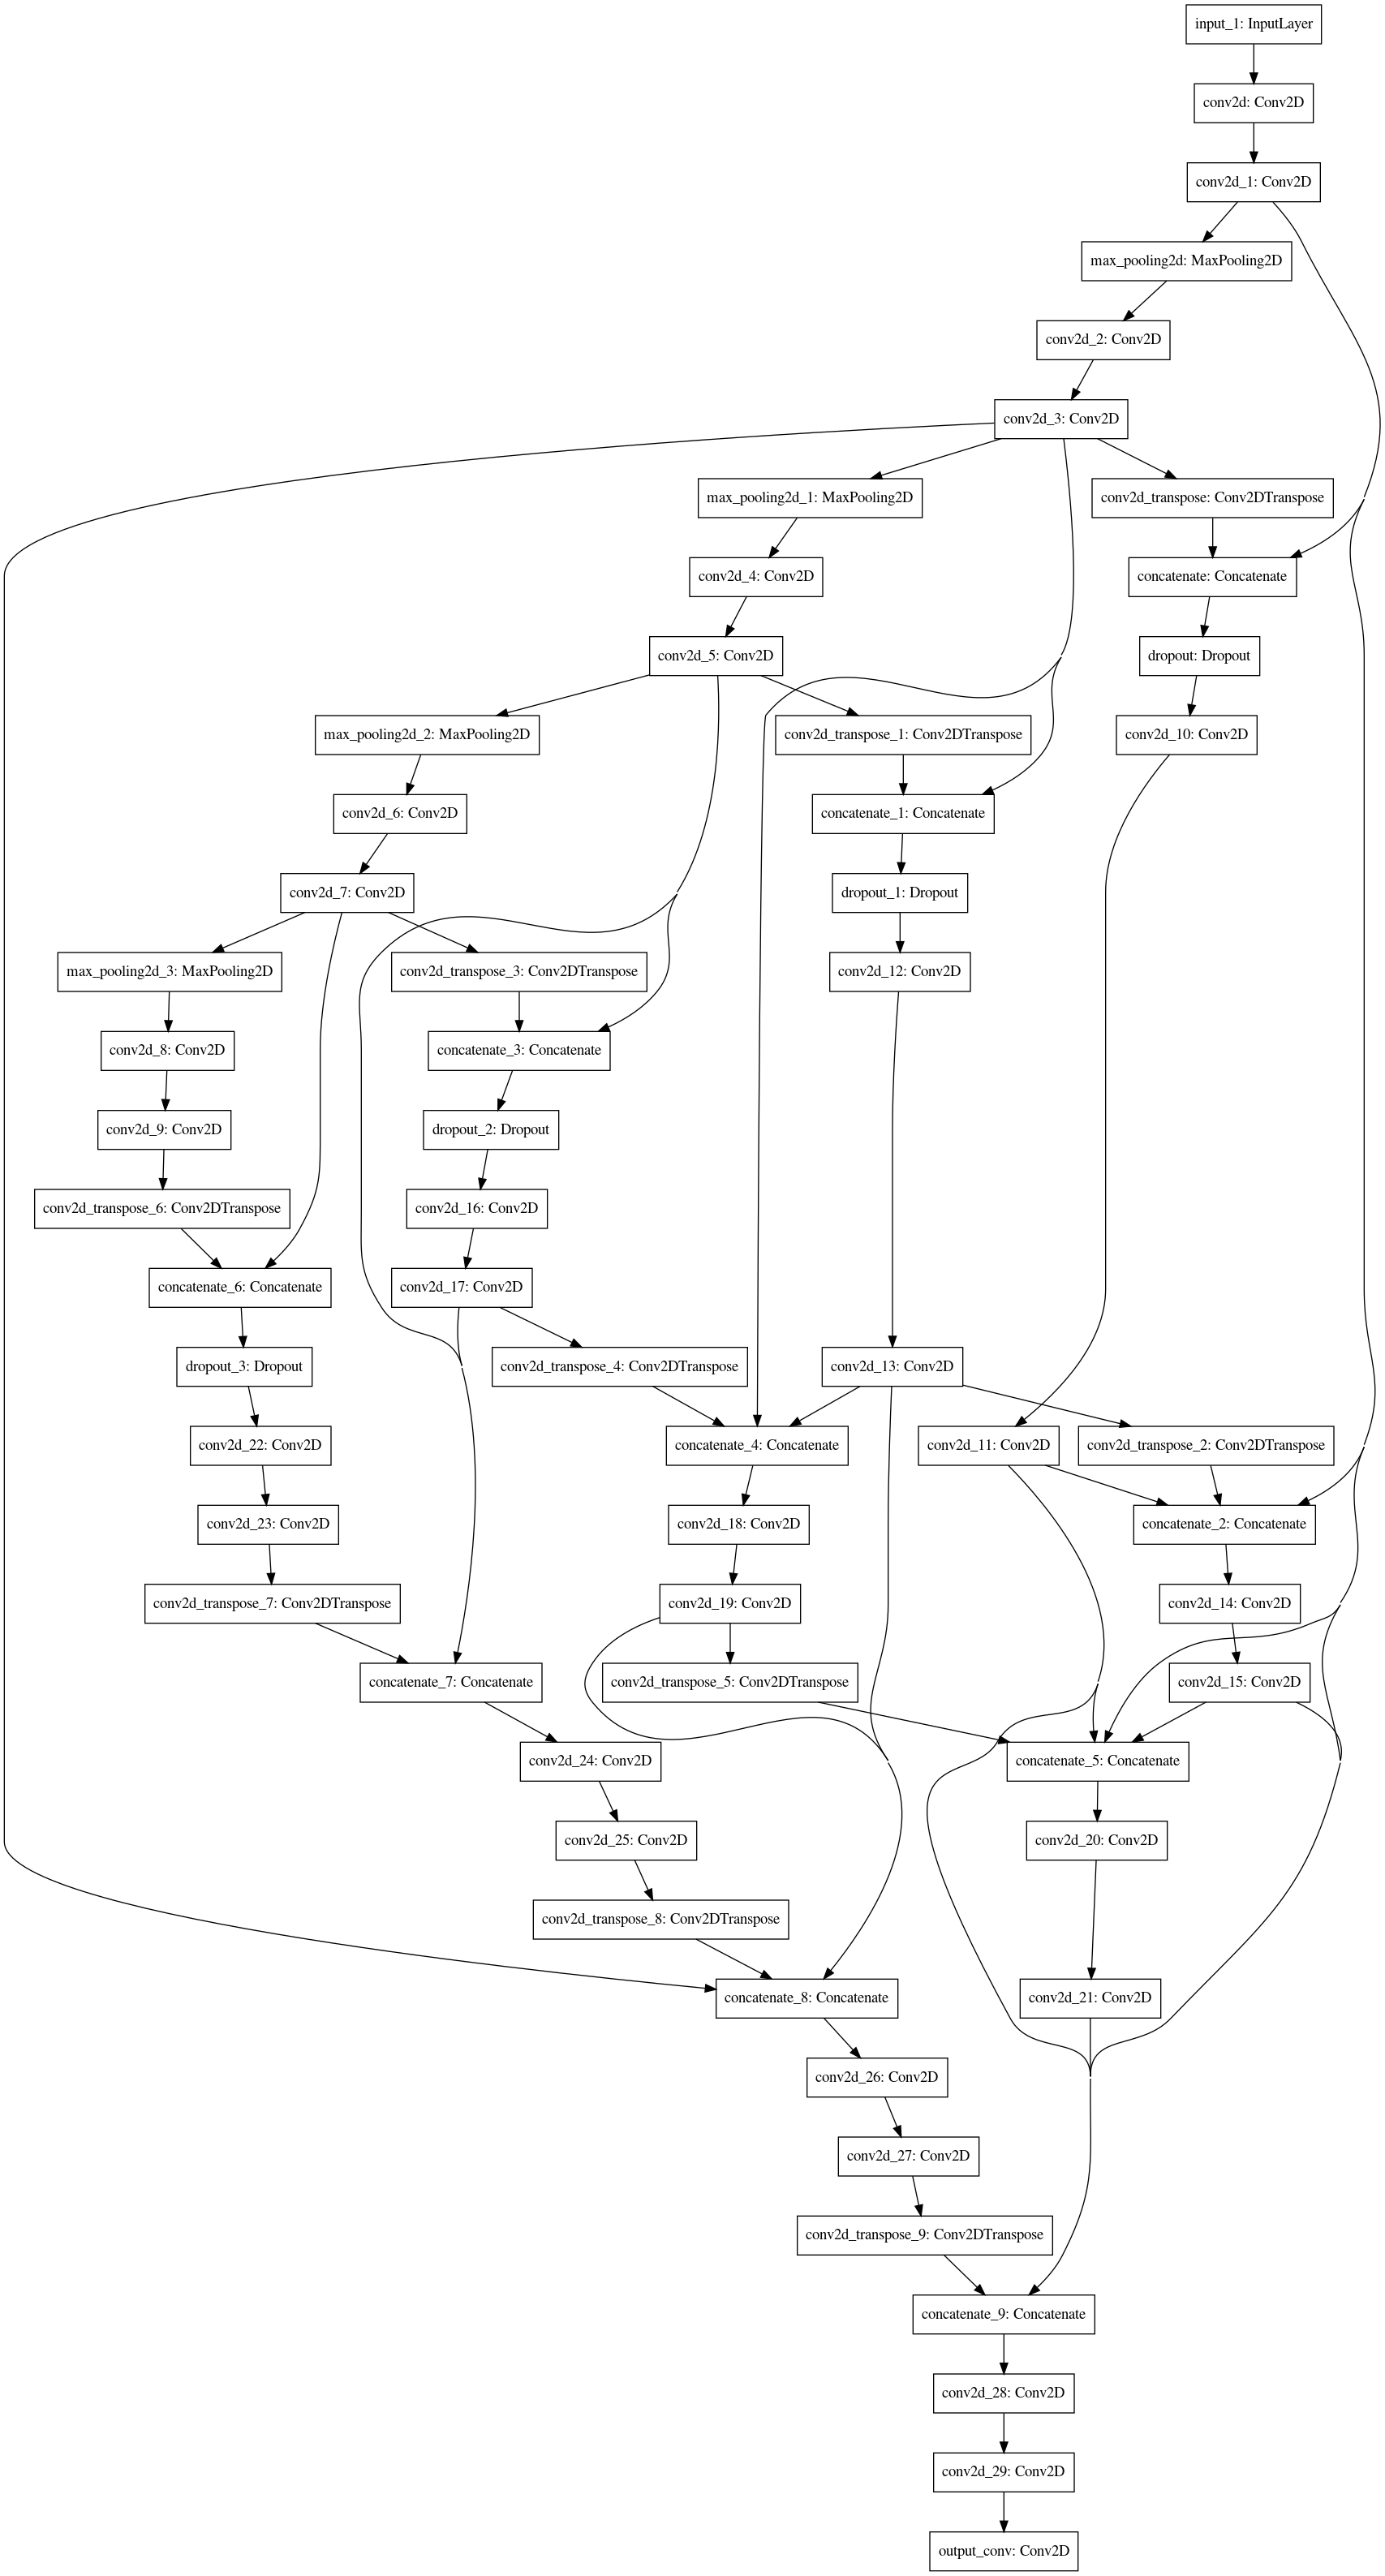 input_1: InputLayer
conv2d: Conv2D
conv2d_1: Conv2D
max_pooling2d: MaxPooling2D
conv2d_2: Conv2D
conv2d_3: Conv2D
max_pooling2d_1: MaxPooling2D
conv2d_transpose: Conv2DTranspose
conv2d_4: Conv2D
concatenate: Concatenate
conv2d_5: Conv2D
dropout: Dropout
max_pooling2d_2: MaxPooling2D
conv2d_transpose_1: Conv2DTranspose
conv2d_10: Conv2D
conv2d_6: Conv2D
concatenate_1: Concatenate
conv2d_7: Conv2D
dropout_1: Dropout
max_pooling2d_3: MaxPooling2D
conv2d_transpose_3: Conv2DTranspose
conv2d_12: Conv2D
conv2d_8: Conv2D
concatenate_3: Concatenate
conv2d_9: Conv2D
dropout_2: Dropout
conv2d_transpose_6: Conv2DTranspose
conv2d_16: Conv2D
concatenate_6: Concatenate
conv2d_17: Conv2D
dropout_3: Dropout
conv2d_transpose_4: Conv2DTranspose
conv2d_13: Conv2D
conv2d_22: Conv2D
concatenate_4: Concatenate
conv2d_11: Conv2D
conv2d_transpose_2: Conv2DTranspose
conv2d_23: Conv2D
conv2d_18: Conv2D
concatenate_2: Concatenate
conv2d_transpose_7: Conv2DTranspose
conv2d_19: Conv2D
conv2d_14: Conv2D
concatenate_7: Concatenate
conv2d_transpose_5: Conv2DTranspose
conv2d_15: Conv2D
conv2d_24: Conv2D
concatenate_5: Concatenate
conv2d_25: Conv2D
conv2d_20: Conv2D
conv2d_transpose_8: Conv2DTranspose
concatenate_8: Concatenate
conv2d_21: Conv2D
conv2d_26: Conv2D
conv2d_27: Conv2D
conv2d_transpose_9: Conv2DTranspose
concatenate_9: Concatenate
conv2d_28: Conv2D
conv2d_29: Conv2D
output_conv: Conv2D